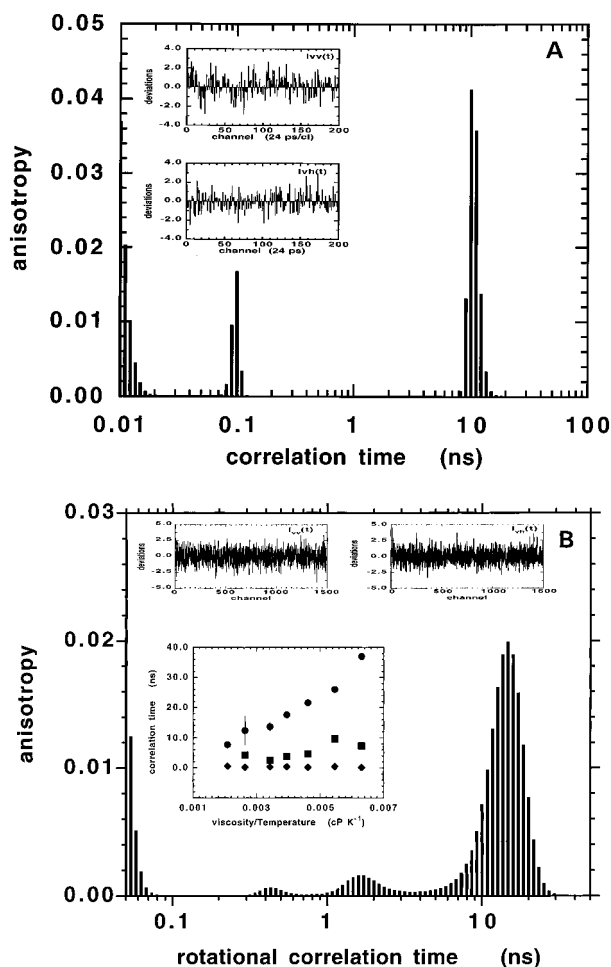 A
0.05
0.04
0.03
0.02
0.01
0.00
anisotropy
0.01
0.1
1
10
100
correlation time (ns)
Ivv(t)
4.0
2.0
0.0
-2.0
-4.0
deviations
0 50 100 150 200
channel (24 ps/cl)
Ivh(t)
4.0
2.0
0.0
-2.0
-4.0
deviations
0 50 100 150 200
channel (24 ps)
B
0.03
0.02
0.01
0.00
anisotropy
0.1
1
10
rotational correlation time (ns)
Ivv(t)
5.0
2.5
0.0
-2.5
-5.0
deviations
0 500 1000 1500
channel
Ivh(t)
5.0
2.5
0.0
-2.5
-5.0
deviations
0 500 1000 1500
channel
40.0
30.0
20.0
10.0
0.0
correlation time (ns)
0.001 0.003 0.005 0.007
viscosity/Temperature (cP K⁻¹)